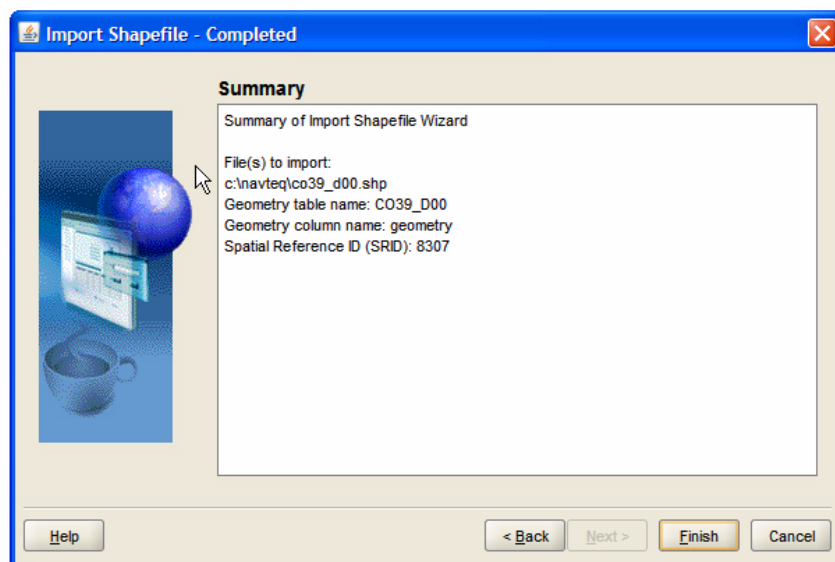 Import Shapefile - Completed
Summary
Summary of Import Shapefile Wizard
File(s) to import:
c:\navteq\co39_d00.shp
Geometry table name: CO39_D00
Geometry column name: geometry
Spatial Reference ID (SRID): 8307
Help < Back Next > Finish Cancel